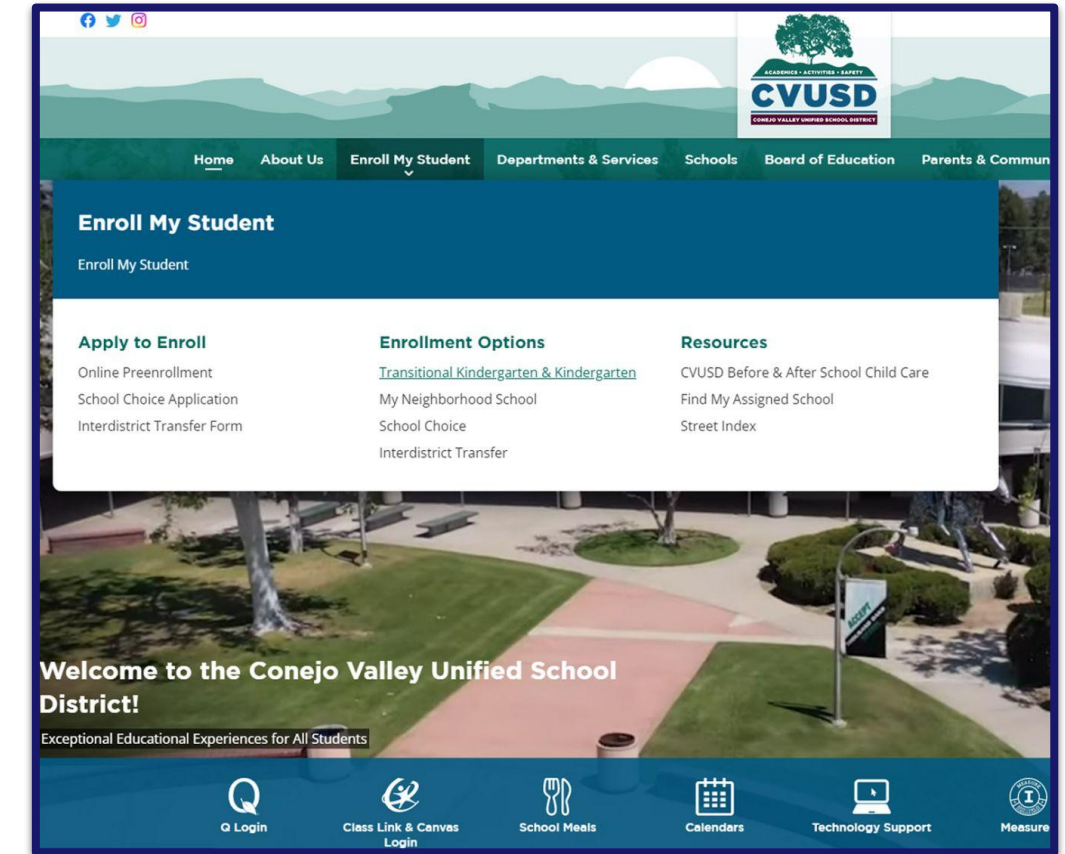 ACADEMICS • ACTIVITIES • SAFETY
CVUSD
CONEJO VALLEY UNIFIED SCHOOL DISTRICT
Home About Us Enroll My Student Departments & Services Schools Board of Education Parents & Commun
Enroll My Student
Enroll My Student
Apply to Enroll
Online Preenrollment
School Choice Application
Interdistrict Transfer Form
Enrollment Options
Transitional Kindergarten & Kindergarten
My Neighborhood School
School Choice
Interdistrict Transfer
Resources
CVUSD Before & After School Child Care
Find My Assigned School
Street Index
ACCEPT
Welcome to the Conejo Valley Unified School
District!
Exceptional Educational Experiences for All Students
Q Login
Class Link & Canvas
Login
School Meals
Calendars
Technology Support
MEASURE
I
Measure